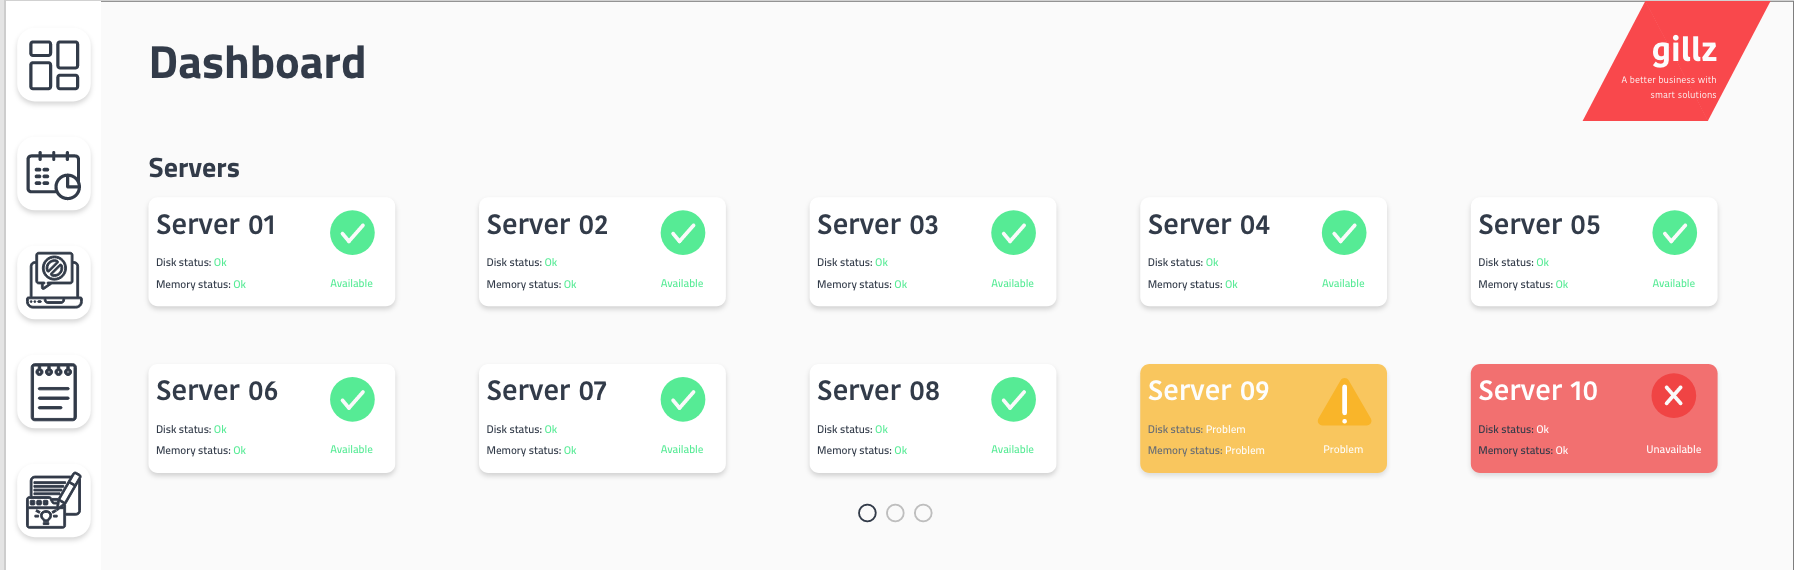 Dashboard
gillz
A better business with
smart solutions
Servers
Server 01
Disk status: Ok
Memory status: Ok
Available
Server 02
Disk status: Ok
Memory status: Ok
Available
Server 03
Disk status: Ok
Memory status: Ok
Available
Server 04
Disk status: Ok
Memory status: Ok
Available
Server 05
Disk status: Ok
Memory status: Ok
Available
Server 06
Disk status: Ok
Memory status: Ok
Available
Server 07
Disk status: Ok
Memory status: Ok
Available
Server 08
Disk status: Ok
Memory status: Ok
Available
Server 09
Disk status: Problem
Memory status: Problem
Problem
Server 10
Disk status: Ok
Memory status: Ok
Unavailable